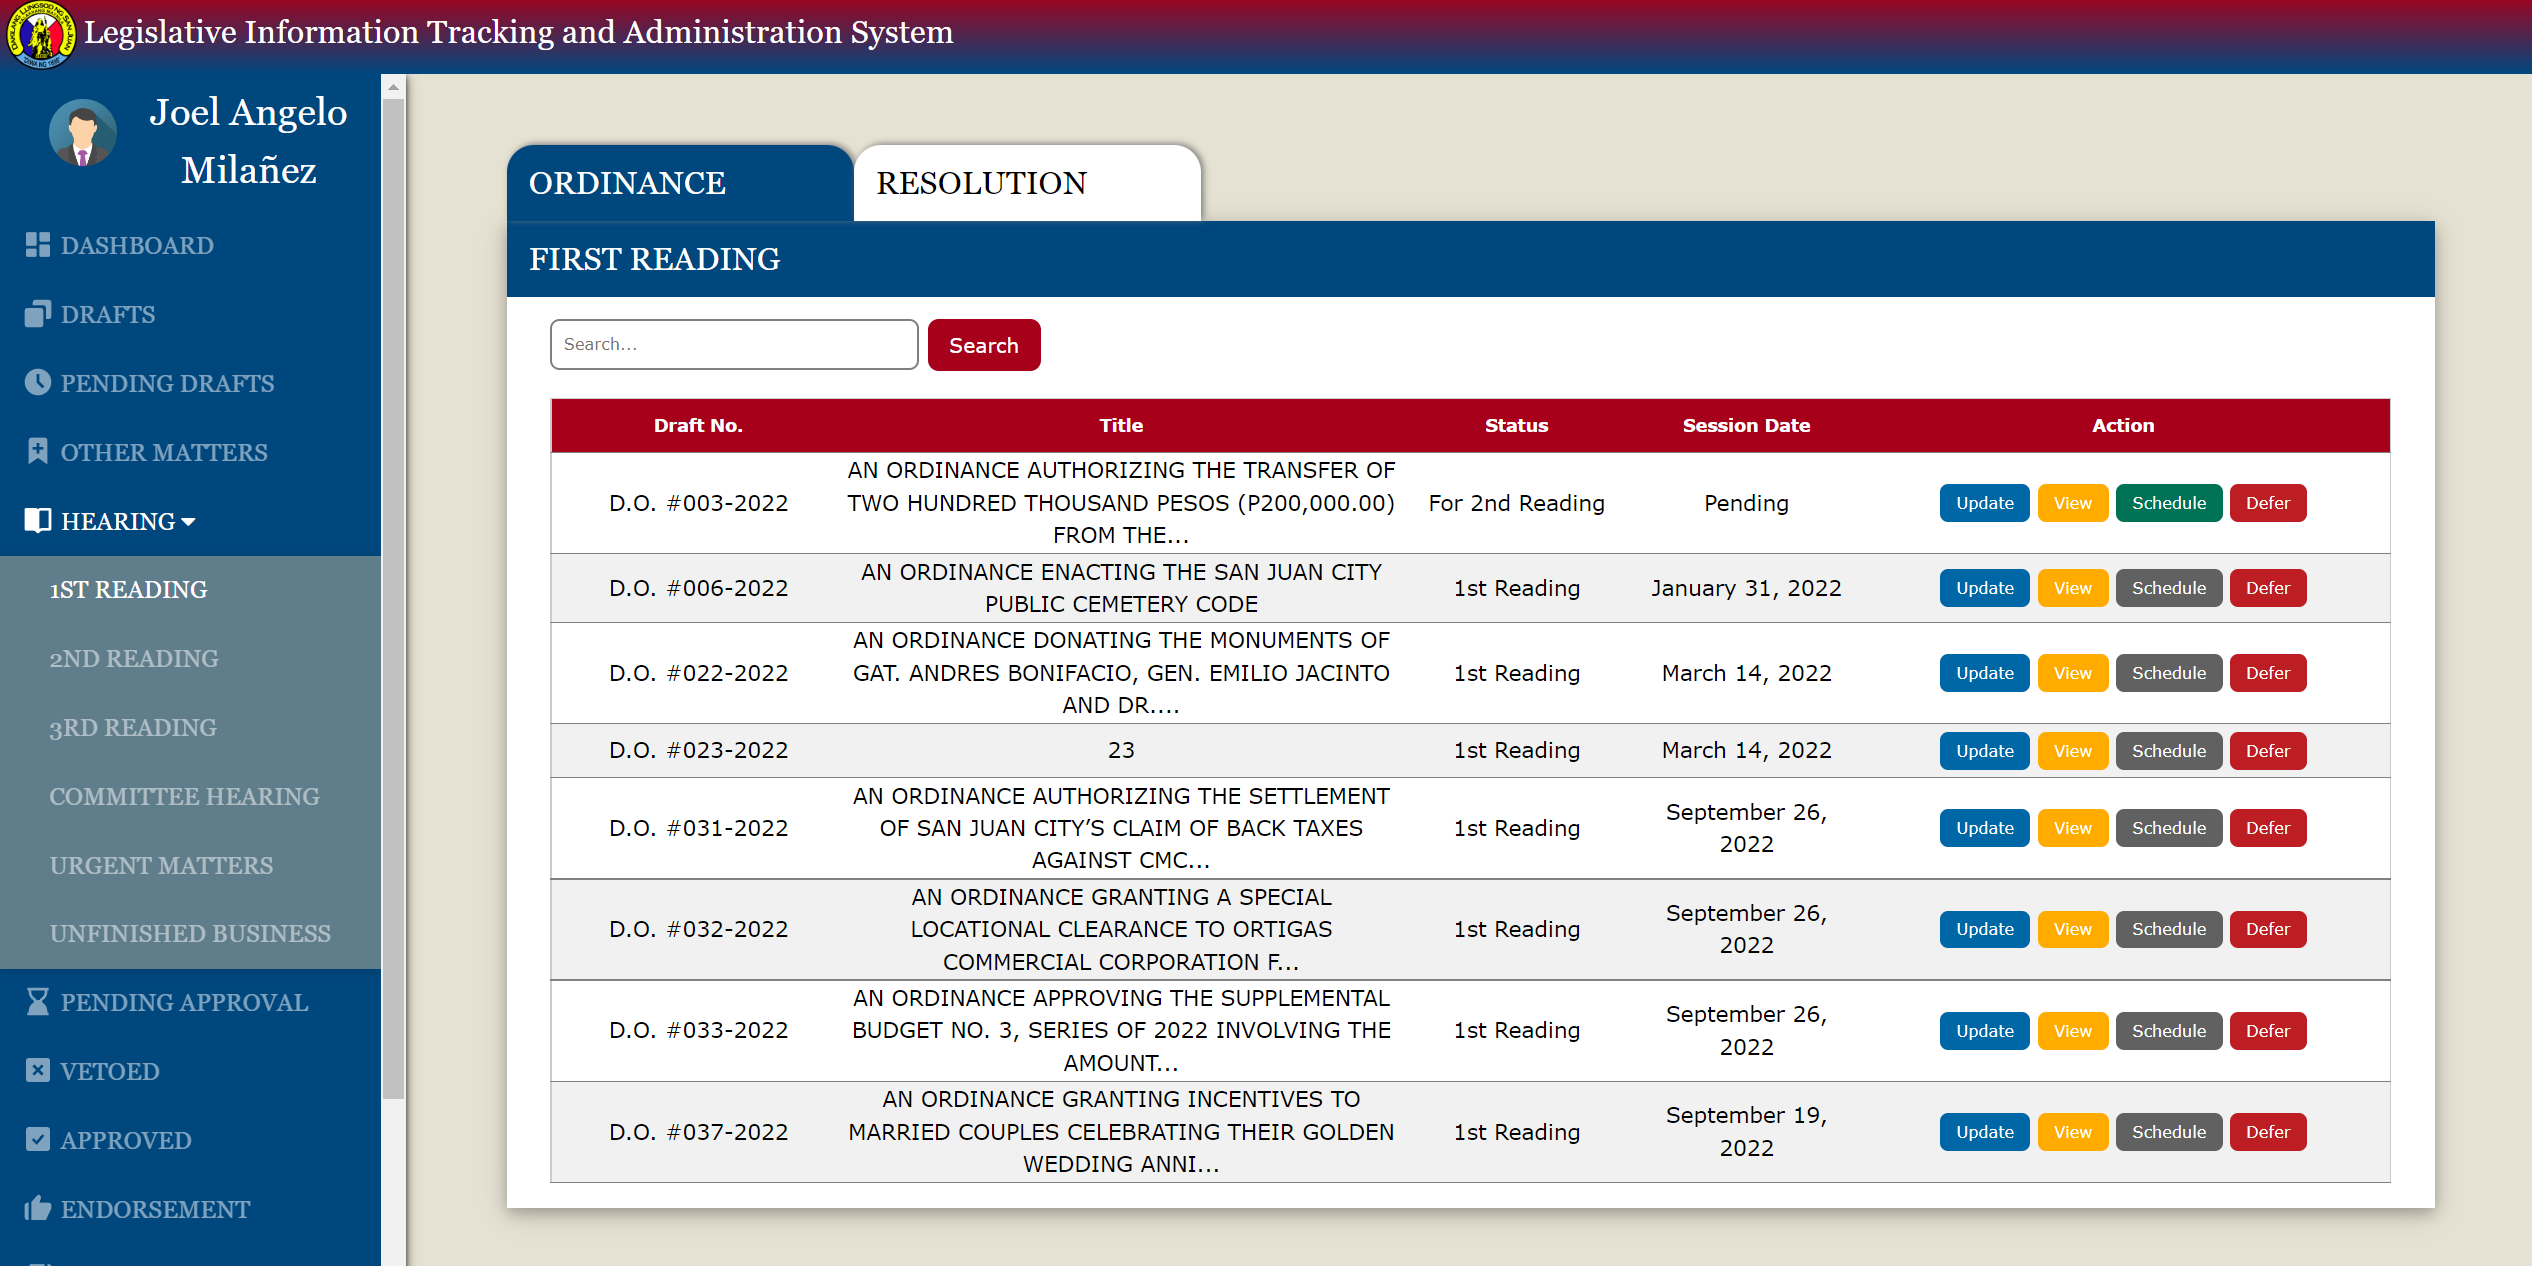 Legislative Information Tracking and Administration System
Joel Angelo
Milañez
DASHBOARD
DRAFTS
PENDING DRAFTS
OTHER MATTERS
HEARING
1ST READING
2ND READING
3RD READING
COMMITTEE HEARING
URGENT MATTERS
UNFINISHED BUSINESS
PENDING APPROVAL
VETOED
APPROVED
ENDORSEMENT
ORDINANCE RESOLUTION
FIRST READING
Search... Search
Draft No. Title Status Session Date Action
AN ORDINANCE AUTHORIZING THE TRANSFER OF
D.O. #003-2022 TWO HUNDRED THOUSAND PESOS (P200,000.00) For 2nd Reading Pending Update View Schedule Defer
FROM THE...
AN ORDINANCE ENACTING THE SAN JUAN CITY
D.O. #006-2022 1st Reading January 31, 2022 Update View Schedule Defer
PUBLIC CEMETERY CODE
AN ORDINANCE DONATING THE MONUMENTS OF
D.O. #022-2022 GAT. ANDRES BONIFACIO, GEN. EMILIO JACINTO 1st Reading March 14, 2022 Update View Schedule Defer
AND DR....
D.O. #023-2022 23 1st Reading March 14, 2022 Update View Schedule Defer
AN ORDINANCE AUTHORIZING THE SETTLEMENT
September 26,
D.O. #031-2022 OF SAN JUAN CITY’S CLAIM OF BACK TAXES 1st Reading Update View Schedule Defer
2022
AGAINST CMC...
AN ORDINANCE GRANTING A SPECIAL
September 26,
D.O. #032-2022 LOCATIONAL CLEARANCE TO ORTIGAS 1st Reading Update View Schedule Defer
2022
COMMERCIAL CORPORATION F...
AN ORDINANCE APPROVING THE SUPPLEMENTAL
September 26,
D.O. #033-2022 BUDGET NO. 3, SERIES OF 2022 INVOLVING THE 1st Reading Update View Schedule Defer
2022
AMOUNT...
AN ORDINANCE GRANTING INCENTIVES TO
September 19,
D.O. #037-2022 MARRIED COUPLES CELEBRATING THEIR GOLDEN 1st Reading Update View Schedule Defer
2022
WEDDING ANNI...